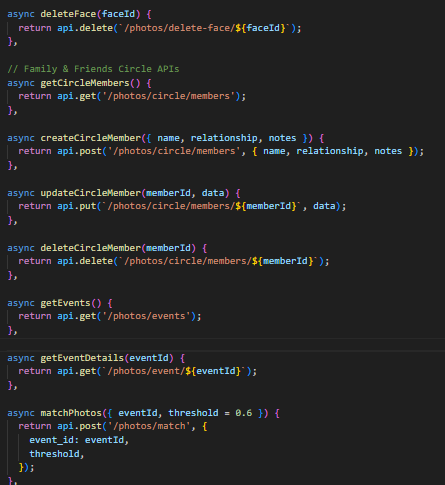 async deleteFace(faceId) {
return api.delete(`/photos/delete-face/${faceId}`);
},
// Family & Friends Circle APIs
async getCircleMembers() {
return api.get('/photos/circle/members');
},
async createCircleMember({ name, relationship, notes }) {
return api.post('/photos/circle/members', { name, relationship, notes });
},
async updateCircleMember(memberId, data) {
return api.put(`/photos/circle/members/${memberId}`, data);
},
async deleteCircleMember(memberId) {
return api.delete(`/photos/circle/members/${memberId}`);
},
async getEvents() {
return api.get('/photos/events');
},
async getEventDetails(eventId) {
return api.get(`/photos/event/${eventId}`);
},
async matchPhotos({ eventId, threshold = 0.6 }) {
return api.post('/photos/match', {
event_id: eventId,
threshold,
});
},